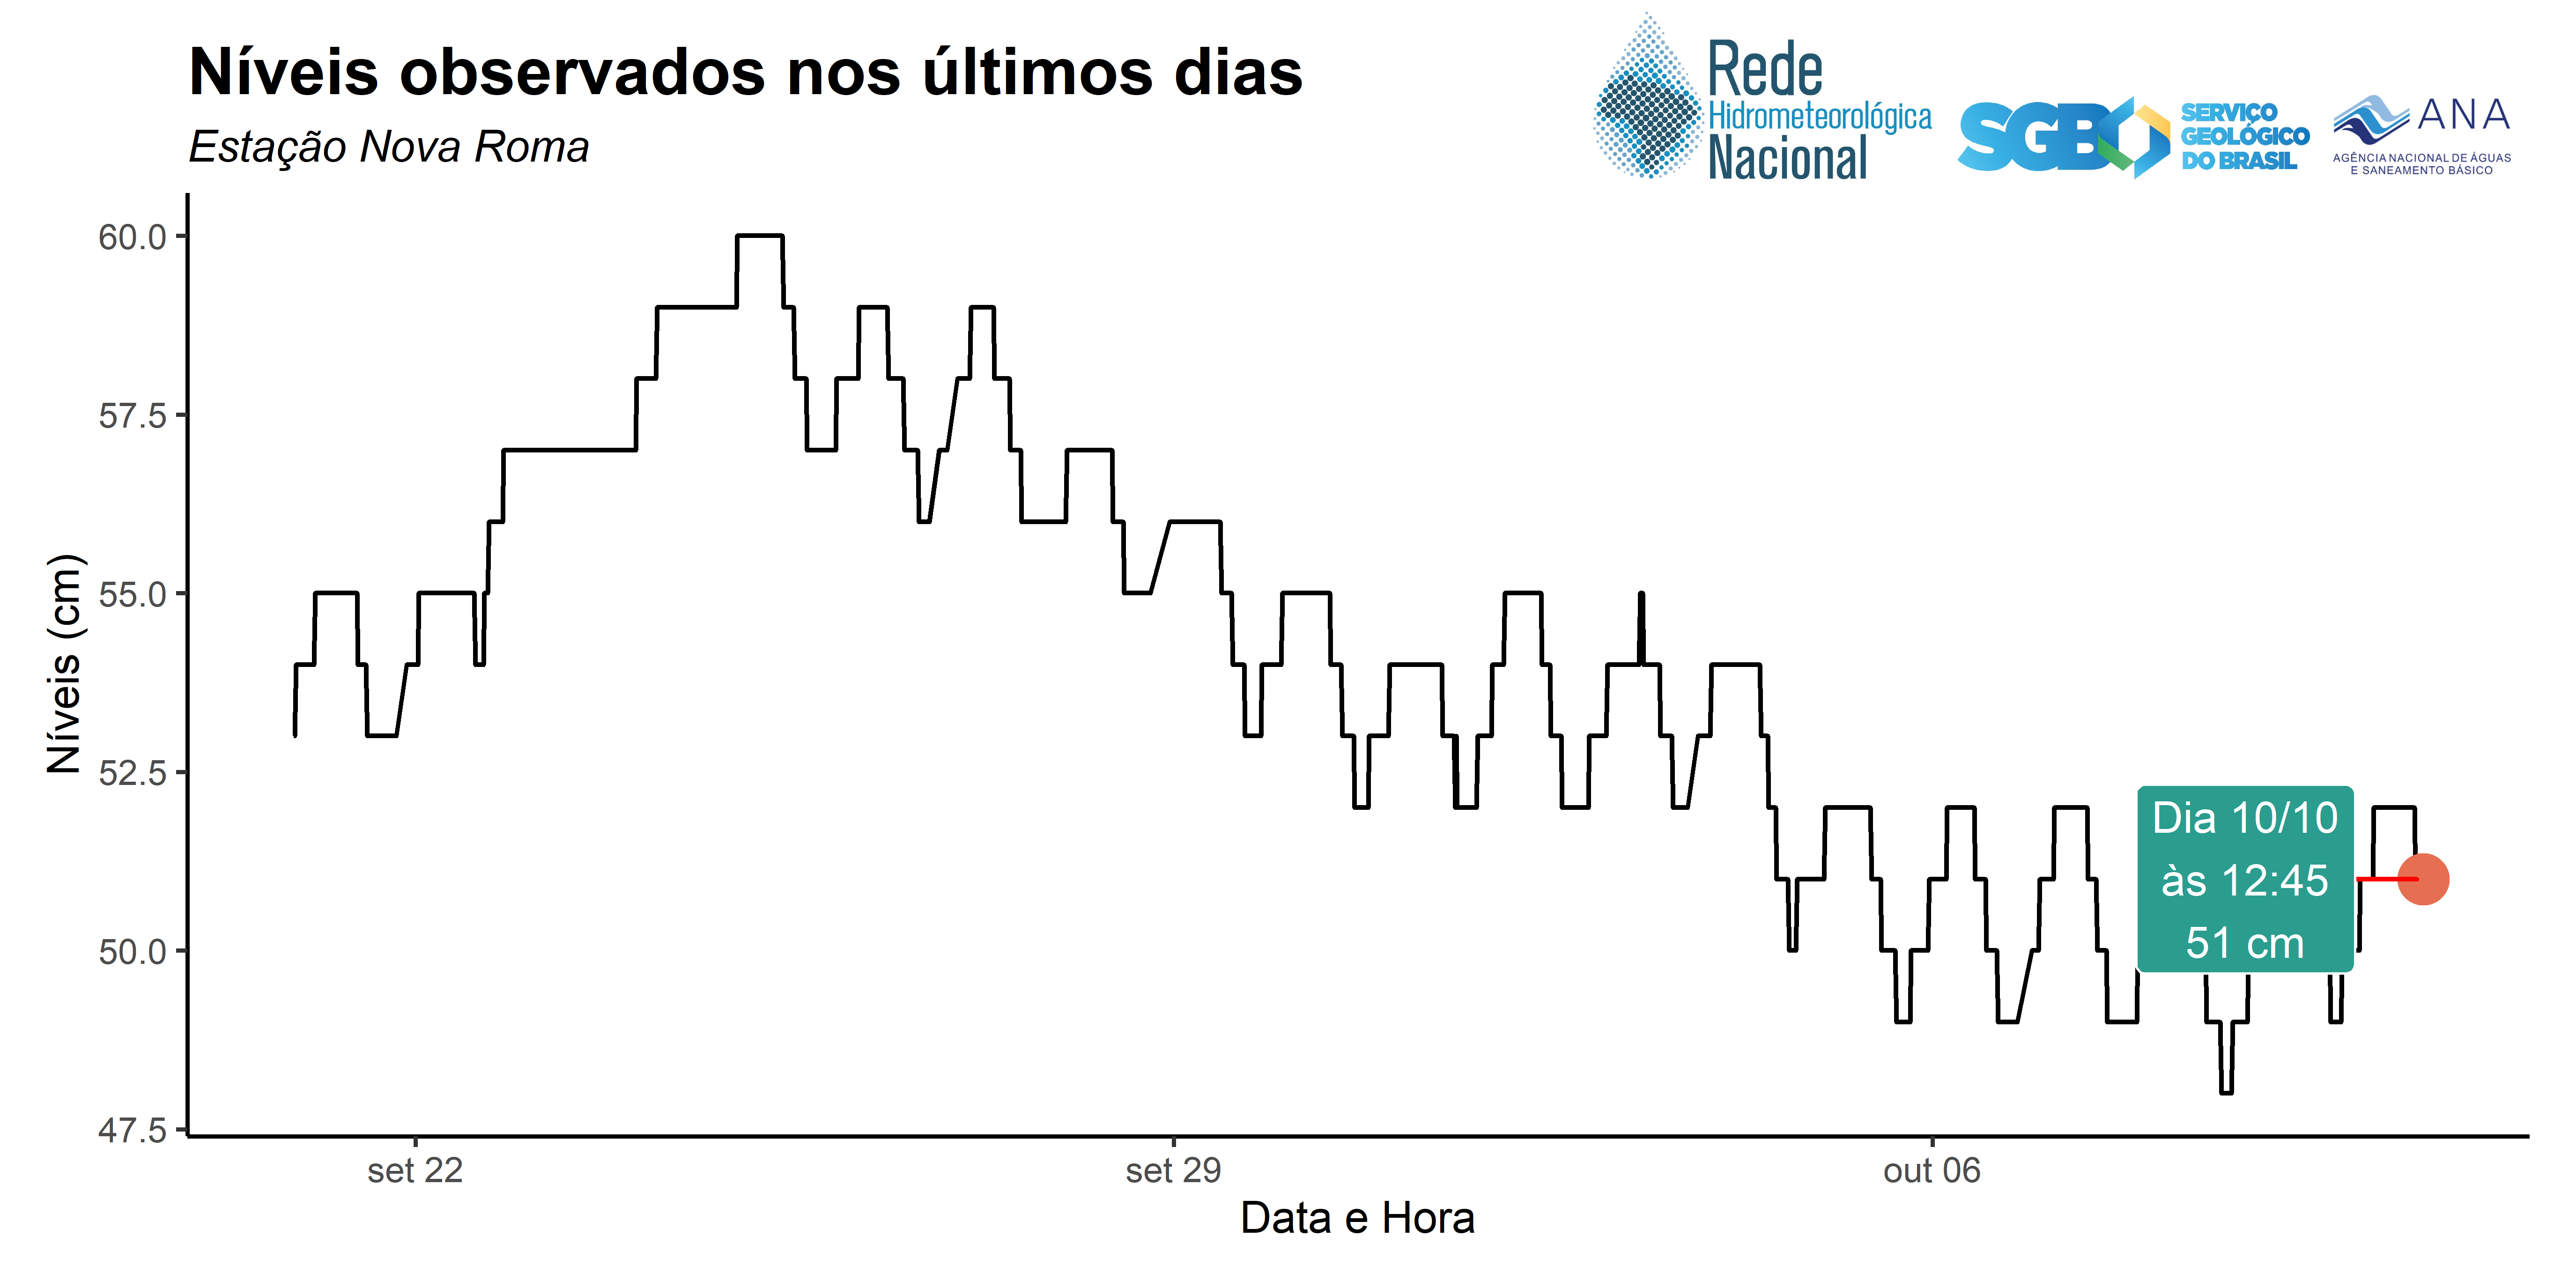 Níveis observados nos últimos dias
Estação Nova Roma
Rede
Hidrometeorológica
Nacional
SGB
SERVIÇO
GEOLÓGICO
DO BRASIL
ANA
AGÊNCIA NACIONAL DE ÁGUAS
E SANEAMENTO BÁSICO
Níveis (cm)
60.0
57.5
55.0
52.5
50.0
47.5
Dia 10/10
às 12:45
51 cm
set 22
set 29
out 06
Data e Hora